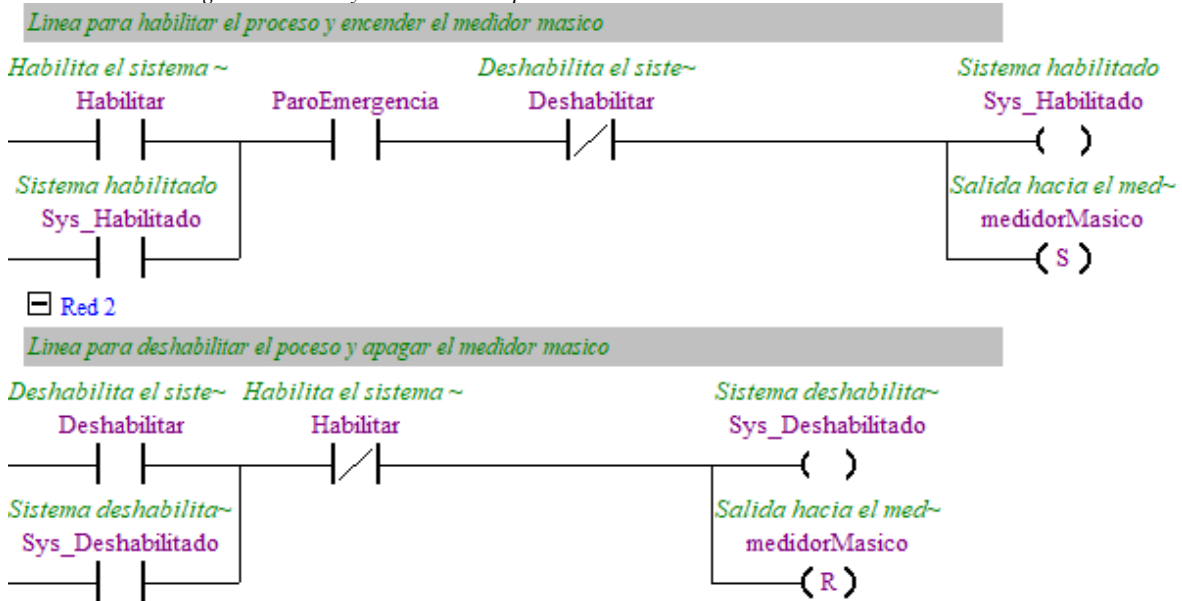 Linea para habilitar el proceso y encender el medidor masico
Habilita el sistema ~ Deshabilita el siste~ Sistema habilitado
Habilitar ParoEmergencia Deshabilitar Sys_Habilitado
Sistema habilitado Salida hacia el med~
Sys_Habilitado medidorMasico
S
Red 2
Linea para deshabilitar el poceso y apagar el medidor masico
Deshabilita el siste~ Habilita el sistema ~ Sistema deshabilita~
Deshabilitar Habilitar Sys_Deshabilitado
Sistema deshabilita~ Salida hacia el med~
Sys_Deshabilitado medidorMasico
R